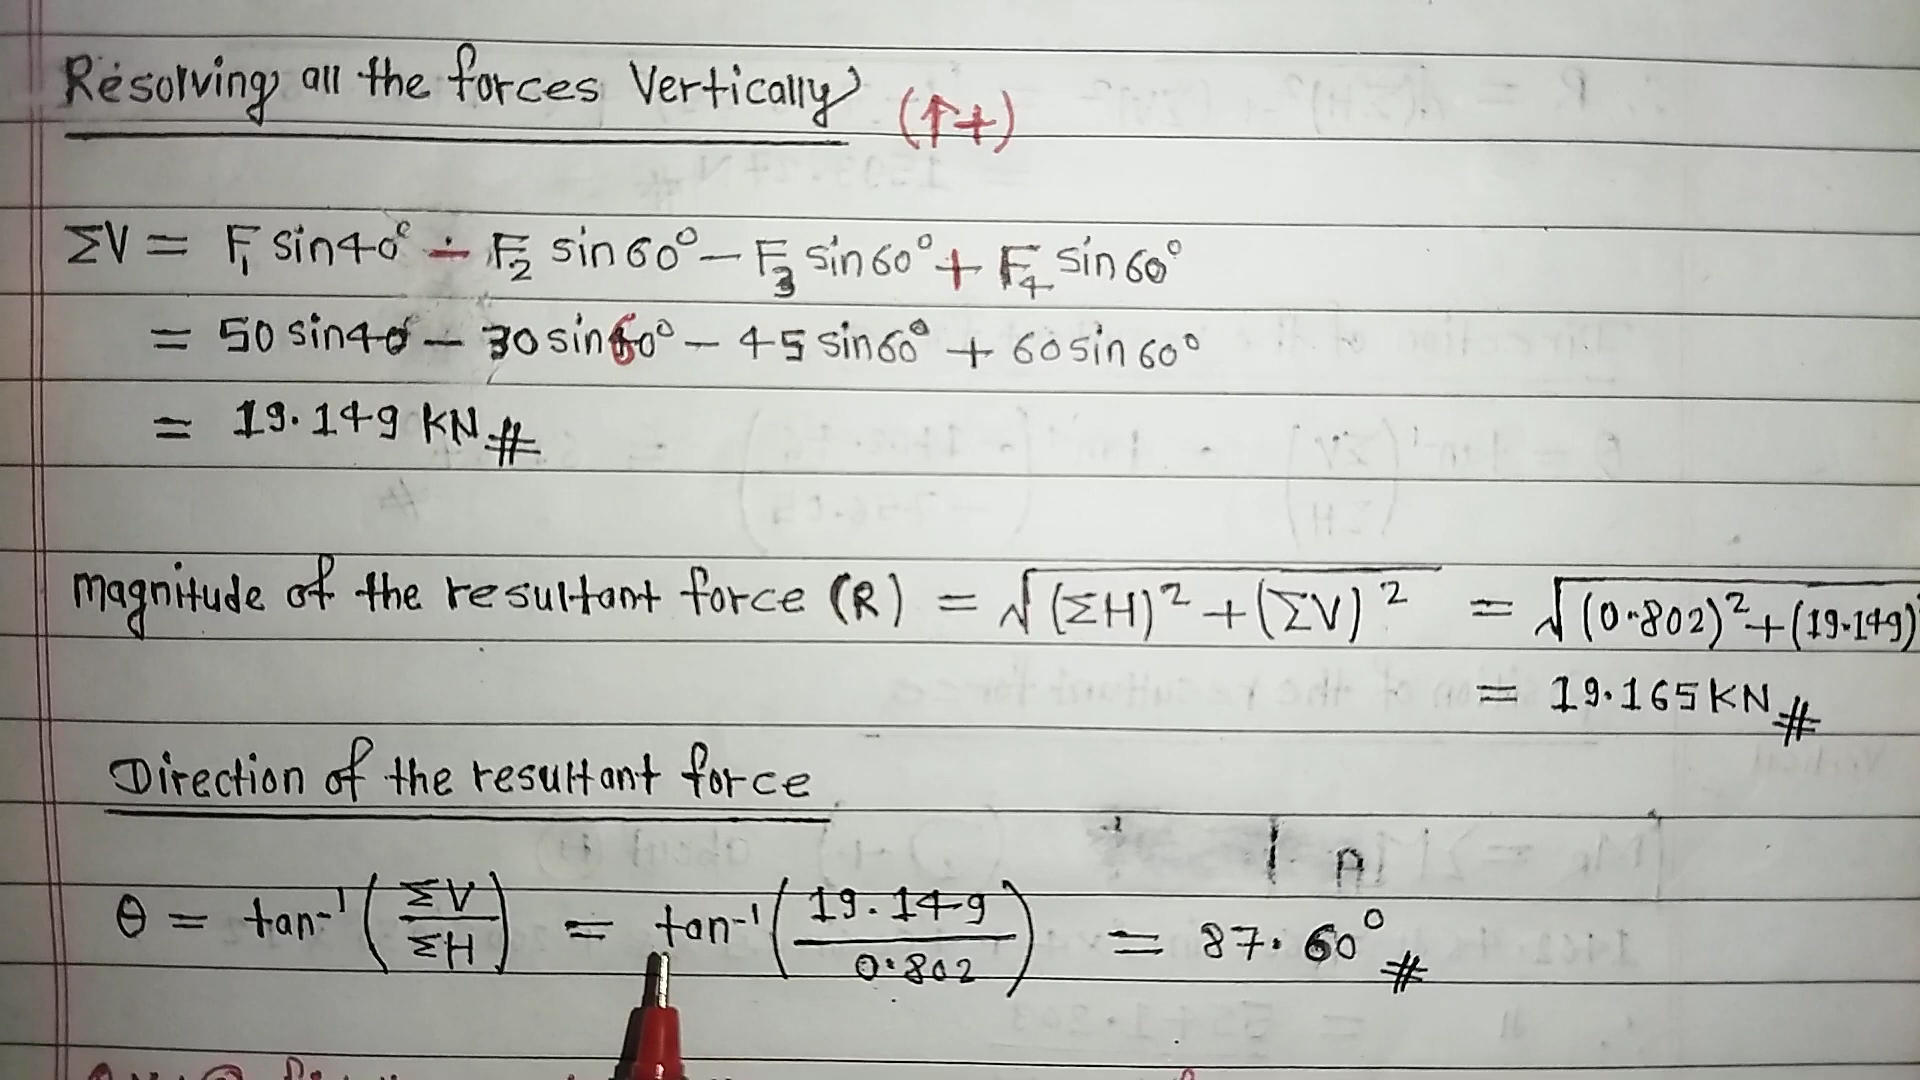 Resolving all the forces Vertically (↑+)
ΣV = F₁ sin40° - F₂ sin60° - F₃ sin60° + F₄ sin60°
= 50 sin40 - 30 sin60° - 45 sin60° + 60 sin60°
= 19.149 KN #
magnitude of the resultant force (R) = √(ΣH)² + (ΣV)² = √(0.802)² + (19.149)²
= 19.165 KN #
Direction of the resultant force
θ = tan⁻¹ (ΣV/ΣH) = tan⁻¹ (19.149/0.802) = 87.60° #